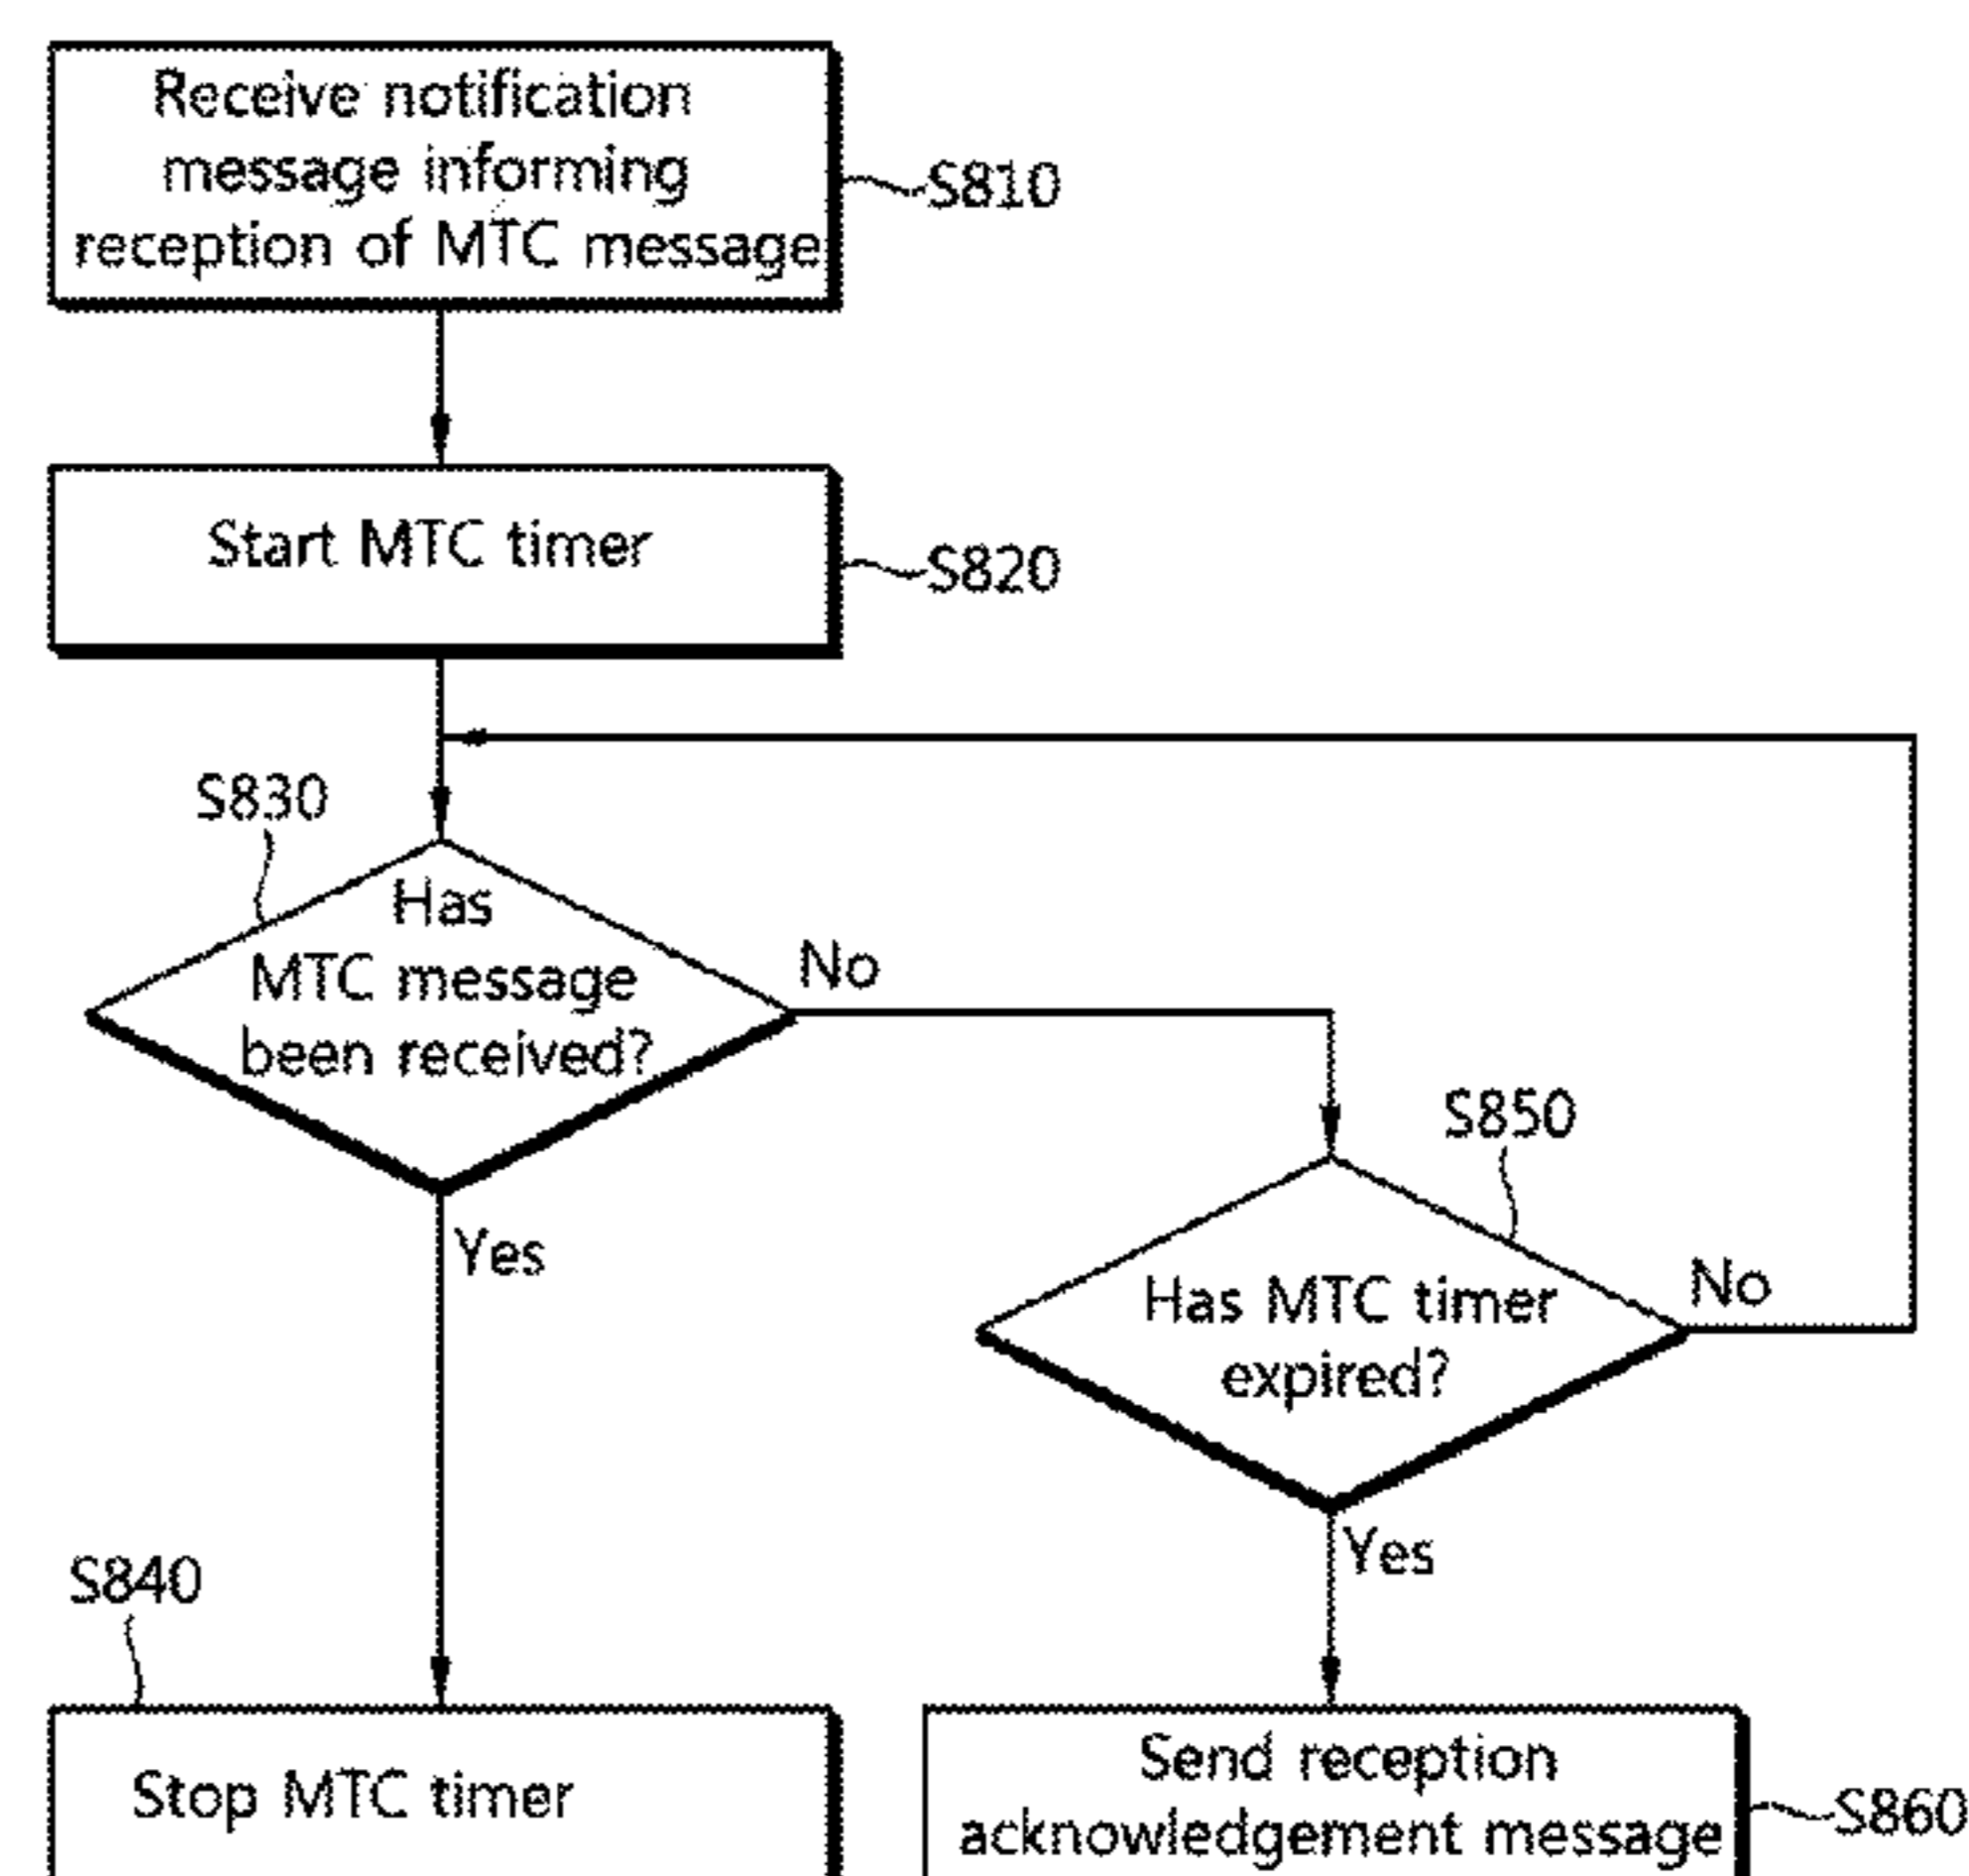 Receive notification
message informing
reception of MTC message
S810
Start MTC timer
S820
S830
Has
MTC message
been received?
No
Yes
S850
Has MTC timer
expired?
No
Yes
S840
Stop MTC timer
Send reception
acknowledgement message
S860